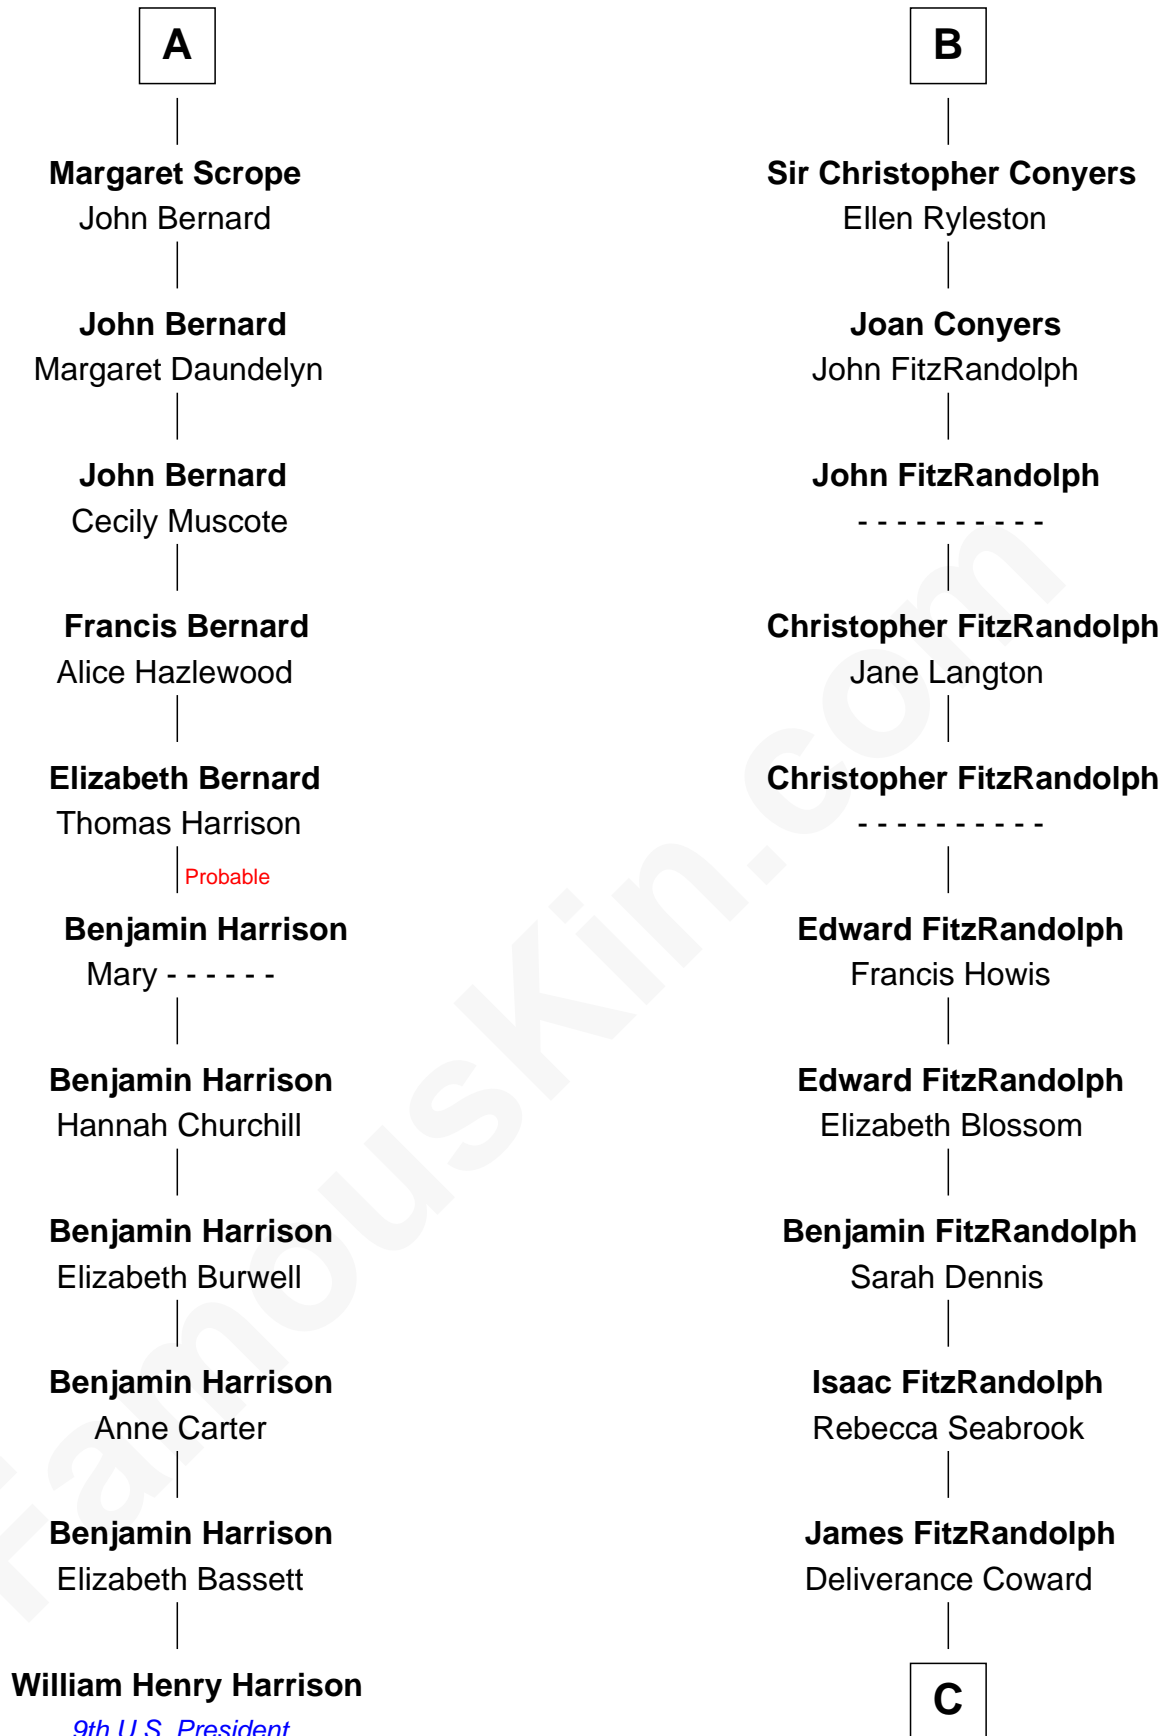 A
Margaret Scrope
John Bernard
John Bernard
Margaret Daundelyn
John Bernard
Cecily Muscote
Francis Bernard
Alice Hazlewood
Elizabeth Bernard
Thomas Harrison
Probable
Benjamin Harrison
Mary - - - - - -
Benjamin Harrison
Hannah Churchill
Benjamin Harrison
Elizabeth Burwell
Benjamin Harrison
Anne Carter
Benjamin Harrison
Elizabeth Bassett
William Henry Harrison
9th U.S. President
B
Sir Christopher Conyers
Ellen Ryleston
Joan Conyers
John FitzRandolph
John FitzRandolph
- - - - - - - - - -
Christopher FitzRandolph
Jane Langton
Christopher FitzRandolph
- - - - - - - - - -
Edward FitzRandolph
Francis Howis
Edward FitzRandolph
Elizabeth Blossom
Benjamin FitzRandolph
Sarah Dennis
Isaac FitzRandolph
Rebecca Seabrook
James FitzRandolph
Deliverance Coward
C
FamousKin.com